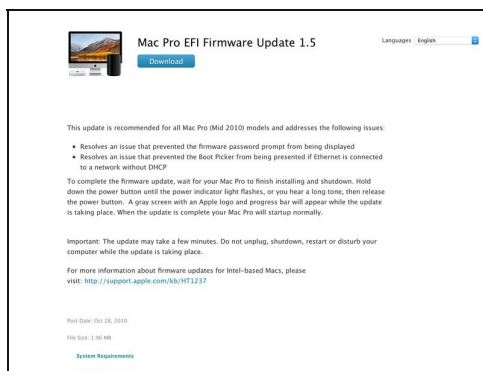 Mac Pro EFI Firmware Update 1.5
Languages English
Download
This update is recommended for all Mac Pro (Mid 2010) models and addresses the following issues:
• Resolves an issue that prevented the firmware password prompt from being displayed
• Resolves an issue that prevented the Boot Picker from being presented if Ethernet is connected
to a network without DHCP
To complete the firmware update, wait for your Mac Pro to finish installing and shutdown. Hold
down the power button until the power indicator light flashes, or you hear a long tone, then release
the power button. A gray screen with an Apple logo and progress bar will appear while the update
is taking place. When the update is complete your Mac Pro will startup normally.
Important: The update may take a few minutes. Do not unplug, shutdown, restart or disturb your
computer while the update is taking place.
For more information about firmware updates for Intel-based Macs, please
visit: http://support.apple.com/kb/HT1237
Post Date: Oct 28, 2010
File Size: 1.96 MB
System Requirements